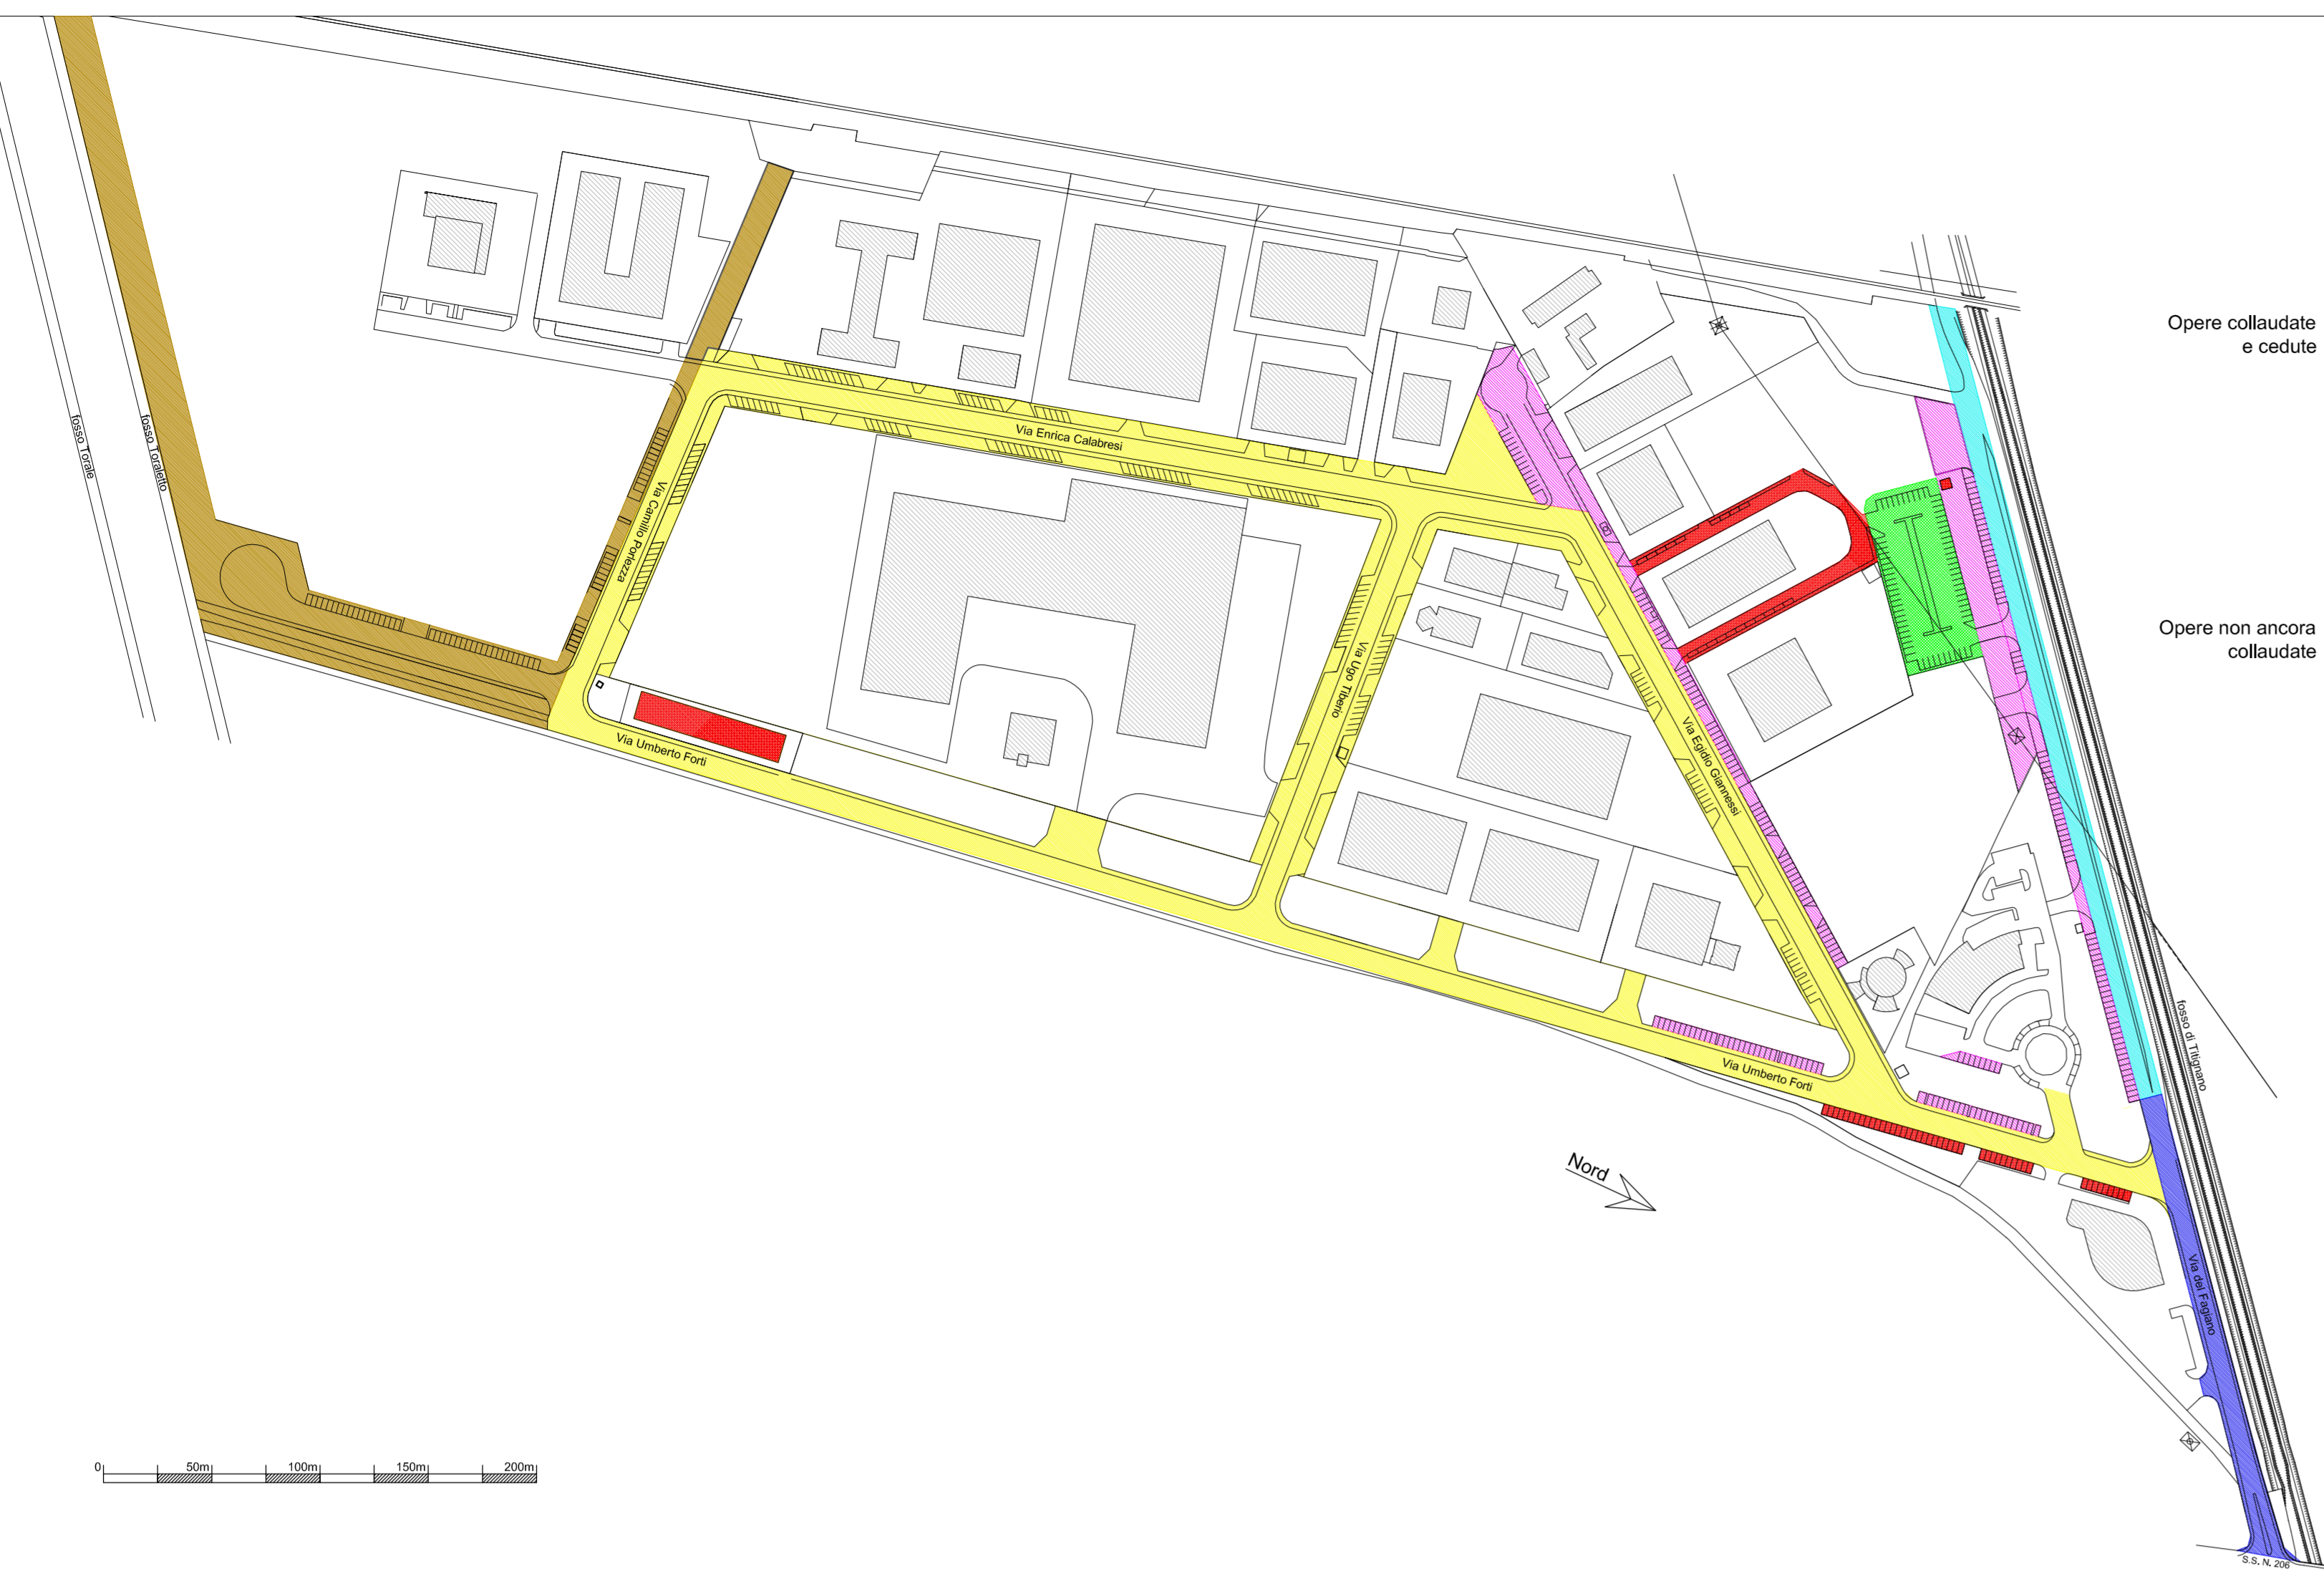 Opere collaudate
e cedute
fosso Torale
fosso Toraletto
Via Enrica Calabresi
Via Camillo Porlezza
Opere non ancora
collaudate
Via Ugo Tiberio
Via Egidio Giannessi
Via Umberto Forti
fosso di Titignano
Via Umberto Forti
Nord
Via del Fagiano
0 50m 100m 150m 200m
S.S. N. 206